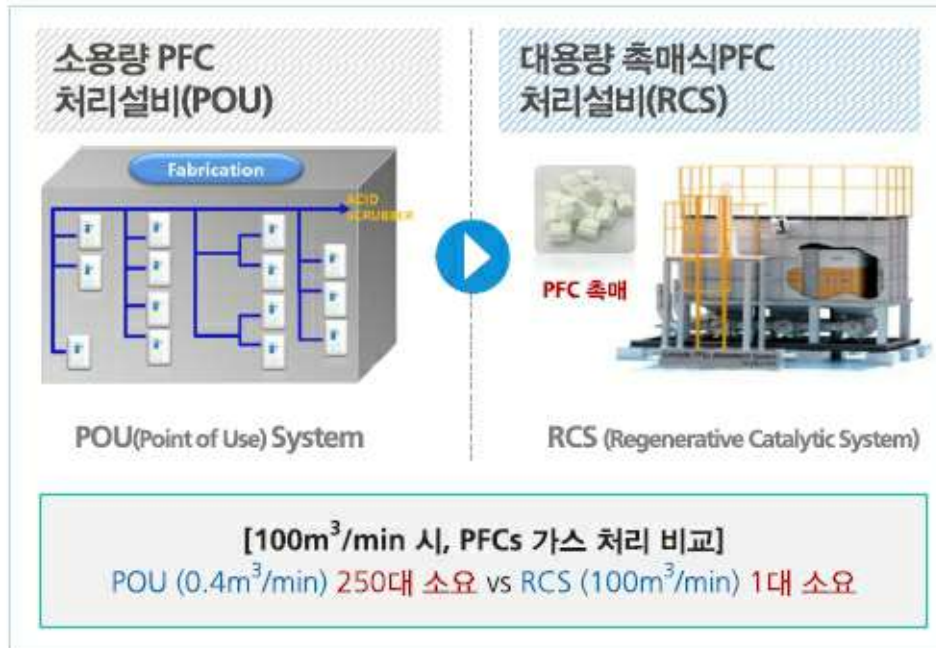 소용량 PFC
처리설비(POU)
대용량 촉매식PFC
처리설비(RCS)
Fabrication
ACID
SCRUBBER
PFC 촉매
POU(Point of Use) System
RCS (Regenerative Catalytic System)
[100m³/min 시, PFCs 가스 처리 비교]
POU (0.4m³/min) 250대 소요 vs RCS (100m³/min) 1대 소요